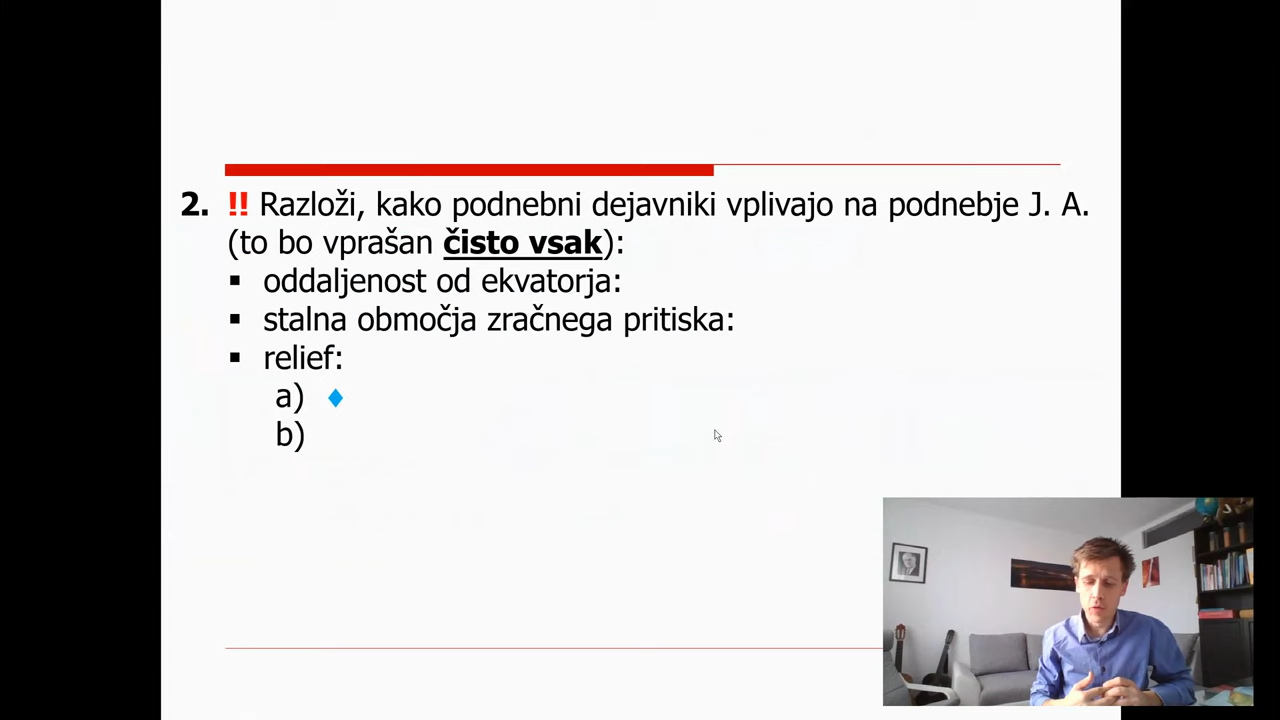 2. !! Razloži, kako podnebni dejavniki vplivajo na podnebje J. A.
(to bo vprašan čisto vsak):
▪ oddaljenost od ekvatorja:
▪ stalna območja zračnega pritiska:
▪ relief:
a) ♦
b)